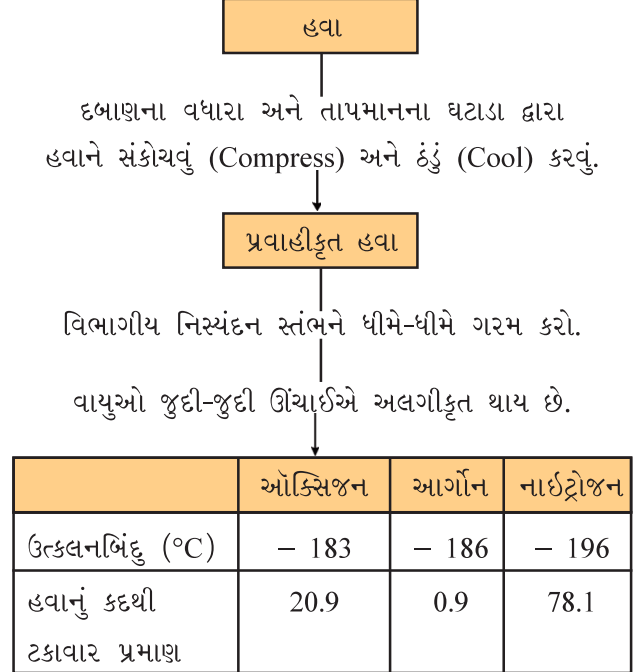 હવા
દબાણના વધારા અને તાપમાનના ઘટાડા દ્વારા
હવાને સંકોચવું (Compress) અને ઠંડું (Cool) કરવું.
પ્રવાહીકૃત હવા
વિભાગીય નિસ્યંદન સ્તંભને ધીમે-ધીમે ગરમ કરો.
વાયુઓ જુદી-જુદી ઊંચાઈએ અલગીકૃત થાય છે.
ઑક્સિજન આર્ગોન નાઇટ્રોજન
ઉત્કલનબિંદુ (°C) – 183 – 186 – 196
હવાનું કદથી 20.9 0.9 78.1
ટકાવાર પ્રમાણ